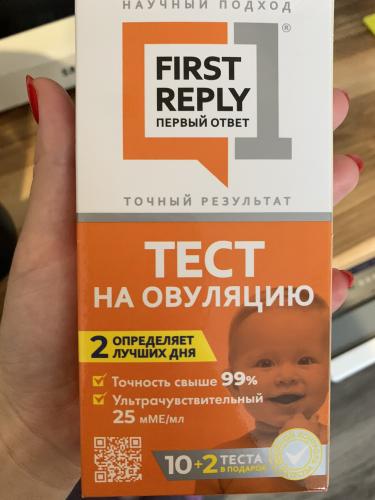 НАУЧНЫЙ ПОДХОД
FIRST
REPLY
ПЕРВЫЙ ОТВЕТ
1®
ТОЧНЫЙ РЕЗУЛЬТАТ
ТЕСТ
НА ОВУЛЯЦИЮ
2 ОПРЕДЕЛЯЕТ
ЛУЧШИХ ДНЯ
Точность свыше 99%
Ультрачувствительный
25 мМЕ/мл
10+2 ТЕСТА
В ПОДАРОК